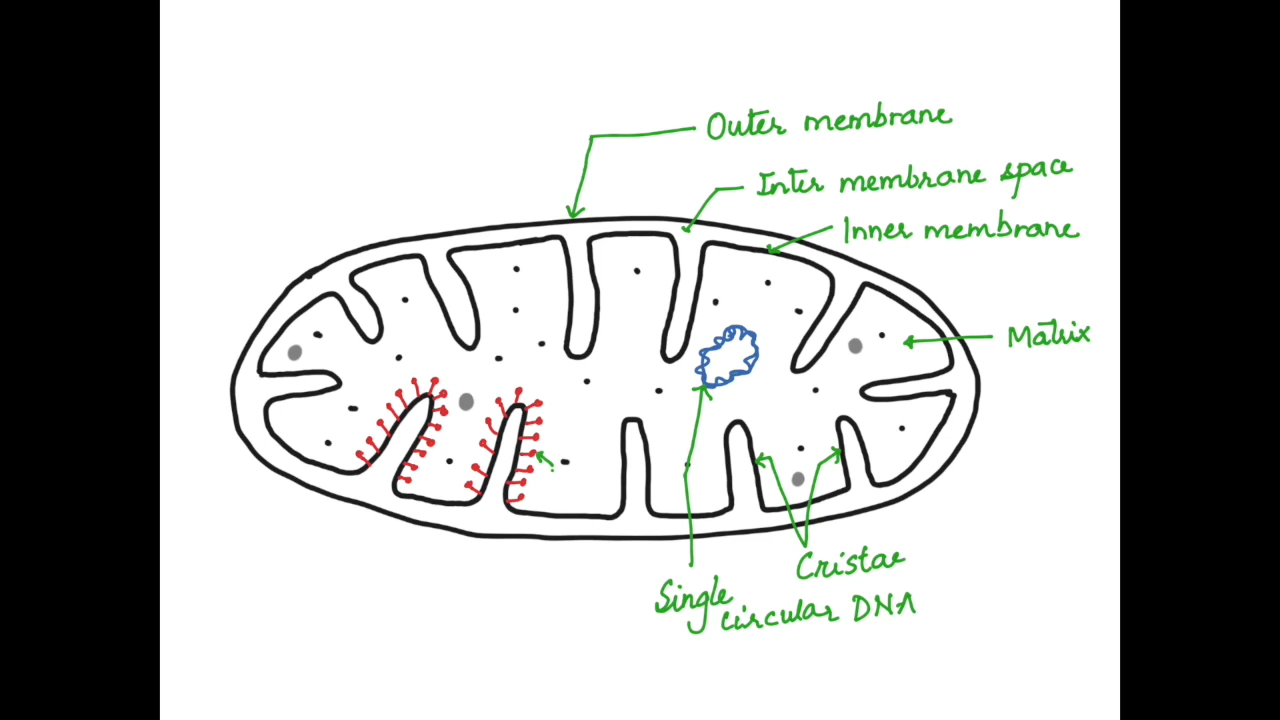 Outer membrane
Inter membrane space
Inner membrane
Matrix
Cristae
Single
circular DNA